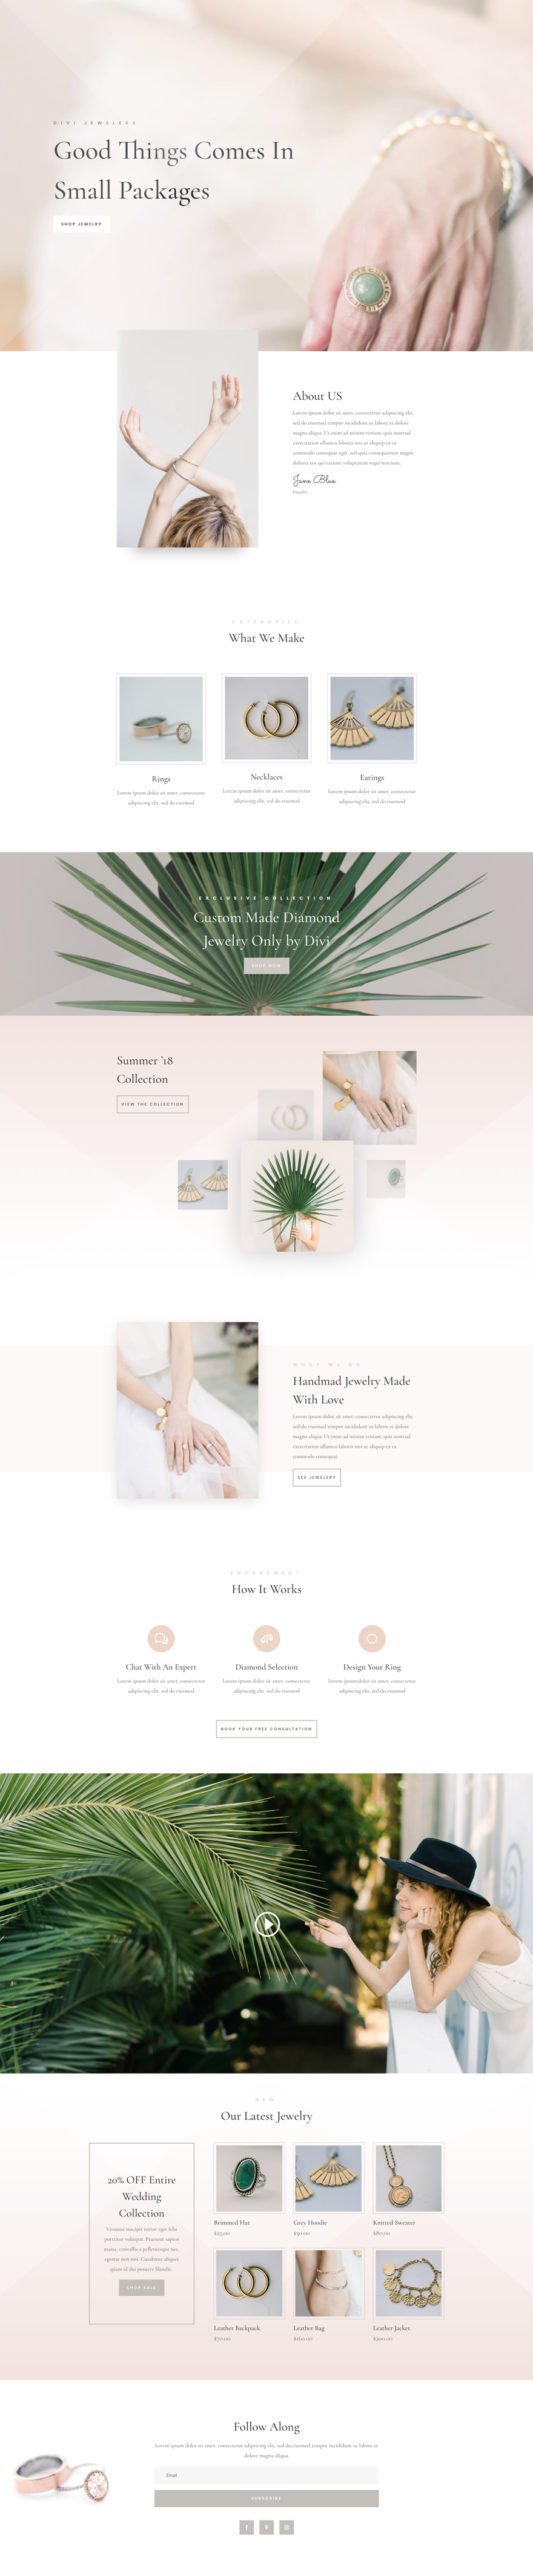 DIVI JEWELERS
Good Things Comes In
Small Packages
SHOP JEWELRY
About US
Lorem ipsum dolor sit amet, consectetur adipiscing elit,
sed do eiusmod tempor incididunt ut labore et dolore
magna aliqua. Ut enim ad minim veniam, quis nostrud
exercitation ullamco laboris nisi ut aliquip ex ea
commodo consequat
Jane Blue
Founder
CATEGORIES
What We Make
Rings
Lorem ipsum dolor sit amet, consectetur
adipiscing elit, sed do eiusmod
Necklaces
Lorem ipsum dolor sit amet, consectetur
adipiscing elit, sed do eiusmod
Earings
Lorem ipsum dolor sit amet, consectetur
adipiscing elit, sed do eiusmod
EXCLUSIVE COLLECTION
Custom Made Diamond
Jewelry Only by Divi
SHOP NOW
Summer '18
Collection
VIEW THE COLLECTION
WHAT WE DO
Handmad Jewelry Made
With Love
Lorem ipsum dolor sit amet, consectetur adipiscing elit,
sed do eiusmod tempor incididunt ut labore et dolore
magna aliqua. Ut enim ad minim veniam, quis nostrud
exercitation ullamco laboris nisi ut aliquip ex ea
commodo consequat.
SEE JEWELERY
ENGAGEMENT
How It Works
Chat With An Expert
Lorem ipsum dolor sit amet, consectetur
adipiscing elit, sed do eiusmod
Diamond Selection
Lorem ipsum dolor sit amet, consectetur
adipiscing elit, sed do eiusmod
Design Your Ring
Lorem ipsum dolor sit amet, consectetur
adipiscing elit, sed do eiusmod
BOOK YOUR FREE CONSULTATION
NEW
Our Latest Jewelry
20% OFF Entire
Wedding
Collection
Vivamus suscipit tortor eget felis
porttitor volutpat. Praesent sapien
massa, convallis a pellentesque nec,
egestas non nisi. Curabitur aliquet
quam id dui posuere blandit.
SHOP SALE
Brimmed Hat
$25.00
Grey Hoodie
Knitted Sweater
Leather Backpack
$70.00
Leather Bag
Leather Jacket
Follow Along
Lorem ipsum dolor sit amet, consectetur adipiscing elit, sed do eiusmod tempor incididunt ut labore et
dolore magna aliqua.
Email
SUBSCRIBE